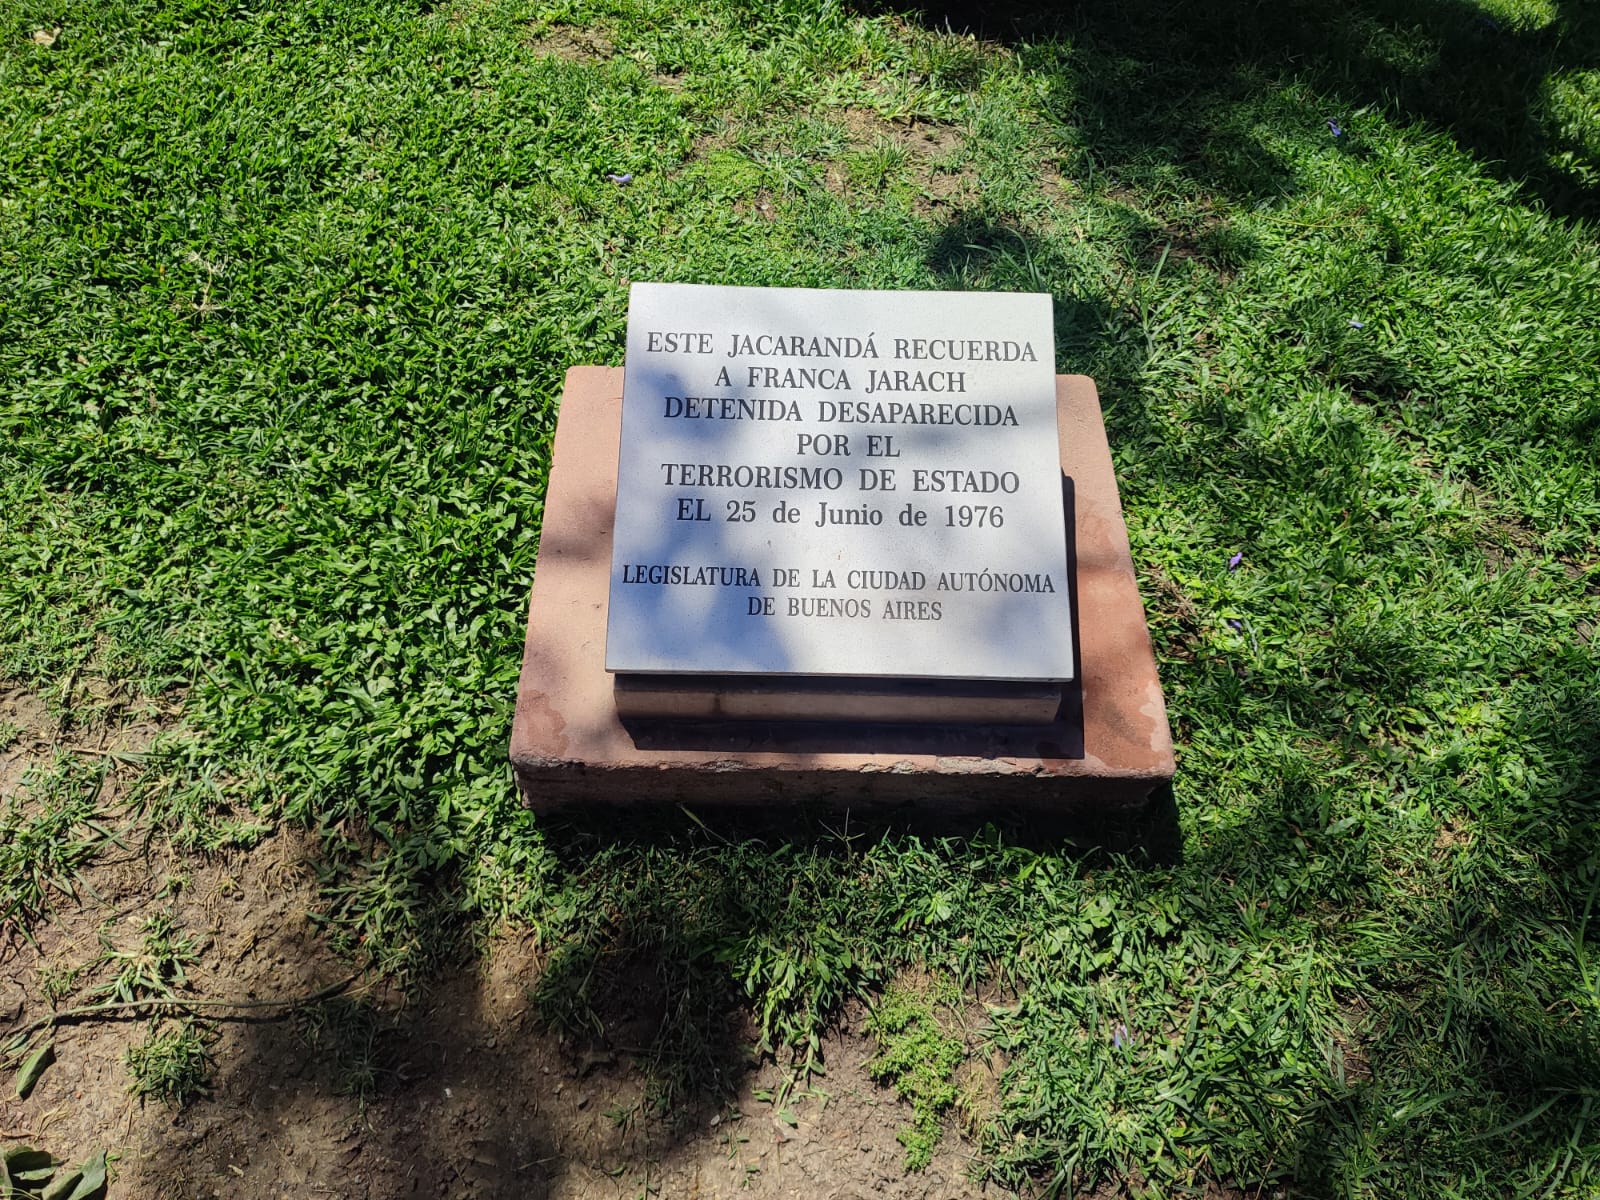 ESTE JACARANDÁ RECUERDA
A FRANCA JARACH
DETENIDA DESAPARECIDA
POR EL
TERRORISMO DE ESTADO
EL 25 de Junio de 1976
LEGISLATURA DE LA CIUDAD AUTÓNOMA
DE BUENOS AIRES